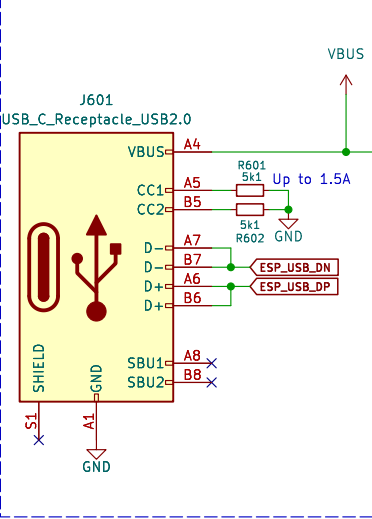 VBUS
J601
USB_C_Receptacle_USB2.0
VBUS A4
R601
5k1
Up to 1.5A
CC1 A5
CC2 B5
5k1
R602
GND
D- A7
D- B7
ESP_USB_DN
D+ A6
ESP_USB_DP
D+ B6
SBU1 A8
SBU2 B8
SHIELD
GND
S1
A1
GND